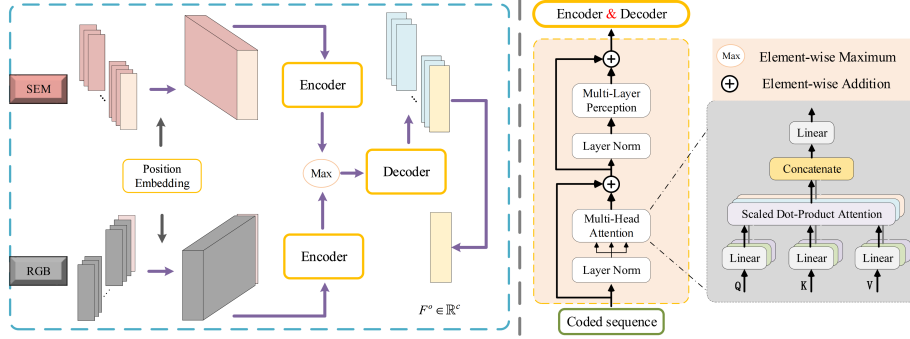 SEM
Position
Embedding
RGB
Encoder
Max
Decoder
Encoder
F^o ∈ ℝ^c
Encoder & Decoder
Multi-Layer
Perception
Layer Norm
Multi-Head
Attention
Layer Norm
Coded sequence
Max Element-wise Maximum
Element-wise Addition
Linear
Concatenate
Scaled Dot-Product Attention
Linear Linear Linear
Q K V